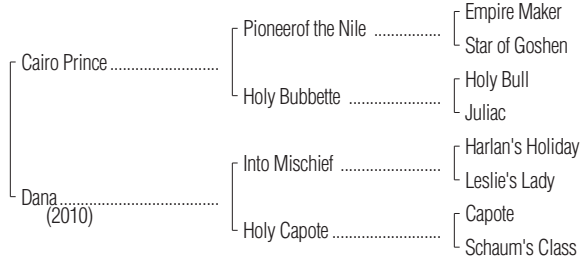 Empire Maker
Pioneerof the Nile ..................
Star of Goshen
Cairo Prince .............................
Holy Bull
Holy Bubbette .........................
Juliac
Harlan's Holiday
Into Mischief ...........................
Leslie's Lady
Dana...........................................
(2010)
Capote
Holy Capote .............................
Schaum's Class